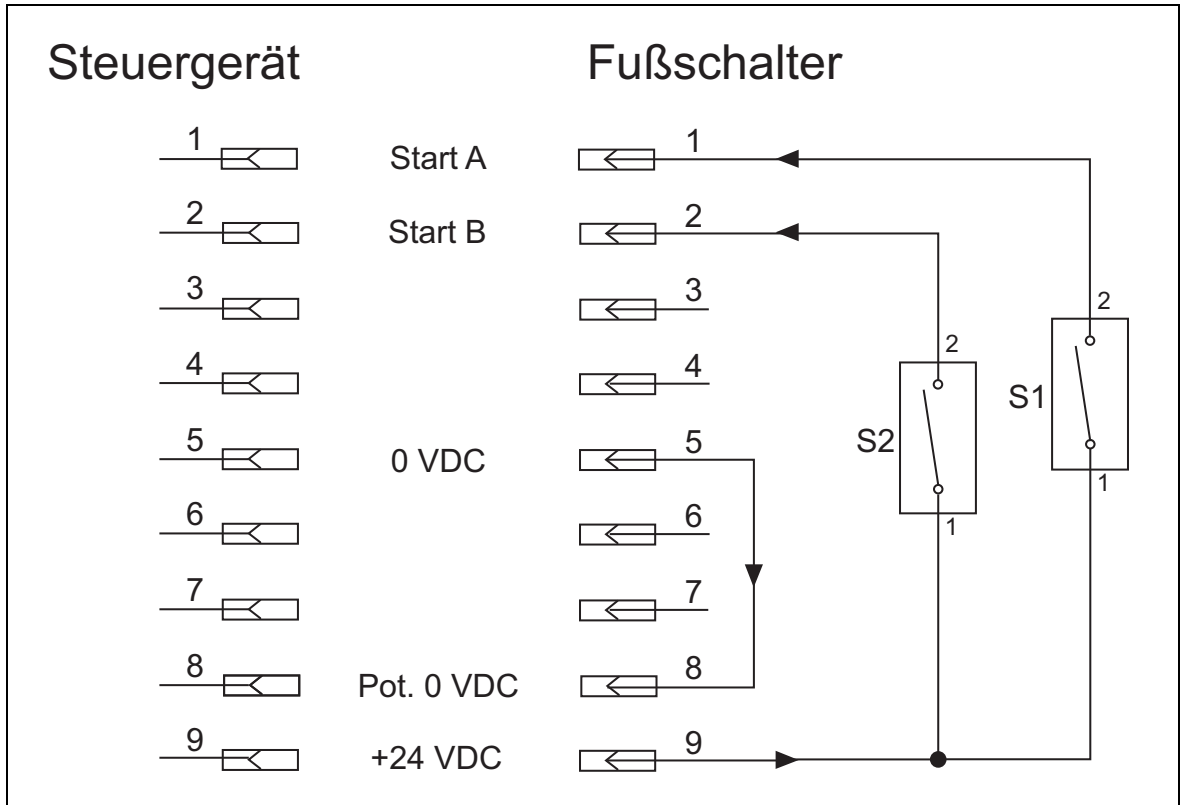 Steuergerät Fußschalter
1 Start A 1
2 Start B 2
3 3
2
4 4
2
S1
5 0 VDC 5
S2
1
6 6
1
7 7
8 Pot. 0 VDC 8
9 +24 VDC 9